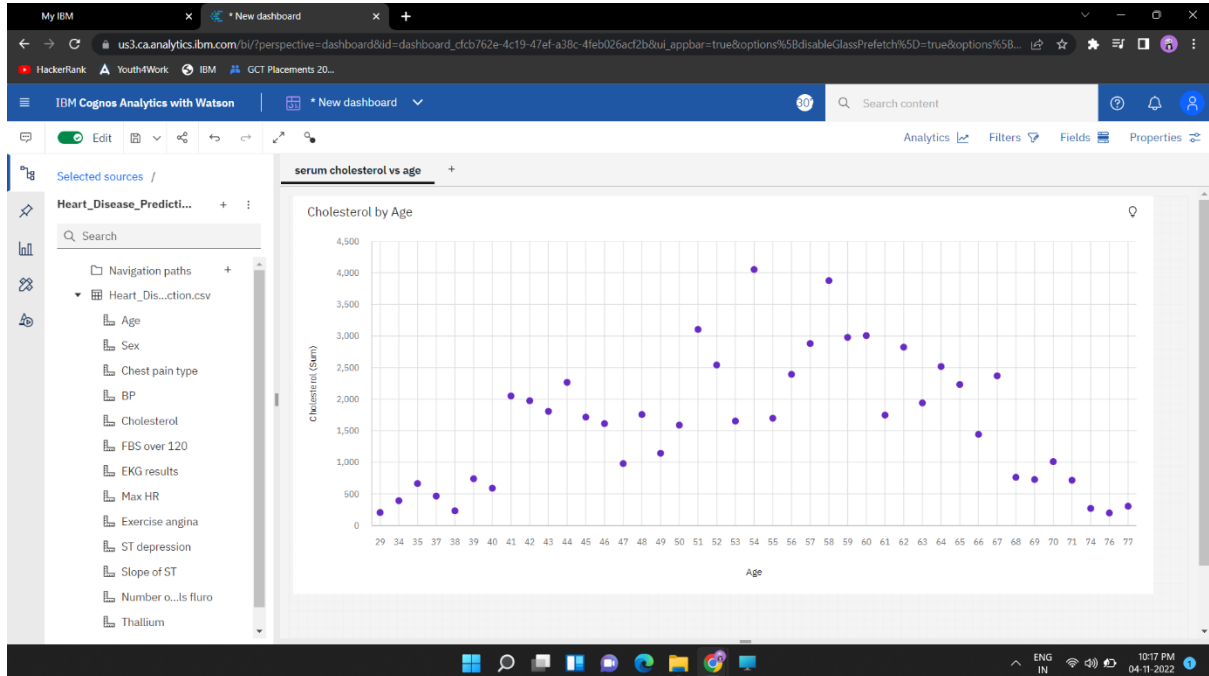 My IBM
* New dashboard
us3.ca.analytics.ibm.com/bi/?perspective=dashboard&id=dashboard_cfcb762e-4c19-47ef-a38c-4feb026acf2b&ui_appbar=true&options%5BdisableGlassPrefetch%5D=true&options%5B...
HackerRank Youth4Work IBM GCT Placements 20...
IBM Cognos Analytics with Watson * New dashboard 30+ Search content
Edit Analytics Filters Fields Properties
Selected sources /
serum cholesterol vs age +
Heart_Disease_Predicti... +
Search
Navigation paths +
Heart_Dis...ction.csv
Age
Sex
Chest pain type
BP
Cholesterol
FBS over 120
EKG results
Max HR
Exercise angina
ST depression
Slope of ST
Number o...ls fluro
Thallium
Cholesterol by Age
Cholesterol (Sum)
4,500
4,000
3,500
3,000
2,500
2,000
1,500
1,000
500
0
29 34 35 37 38 39 40 41 42 43 44 45 46 47 48 49 50 51 52 53 54 55 56 57 58 59 60 61 62 63 64 65 66 67 68 69 70 71 74 76 77
Age
ENG
IN
10:17 PM
04-11-2022
1